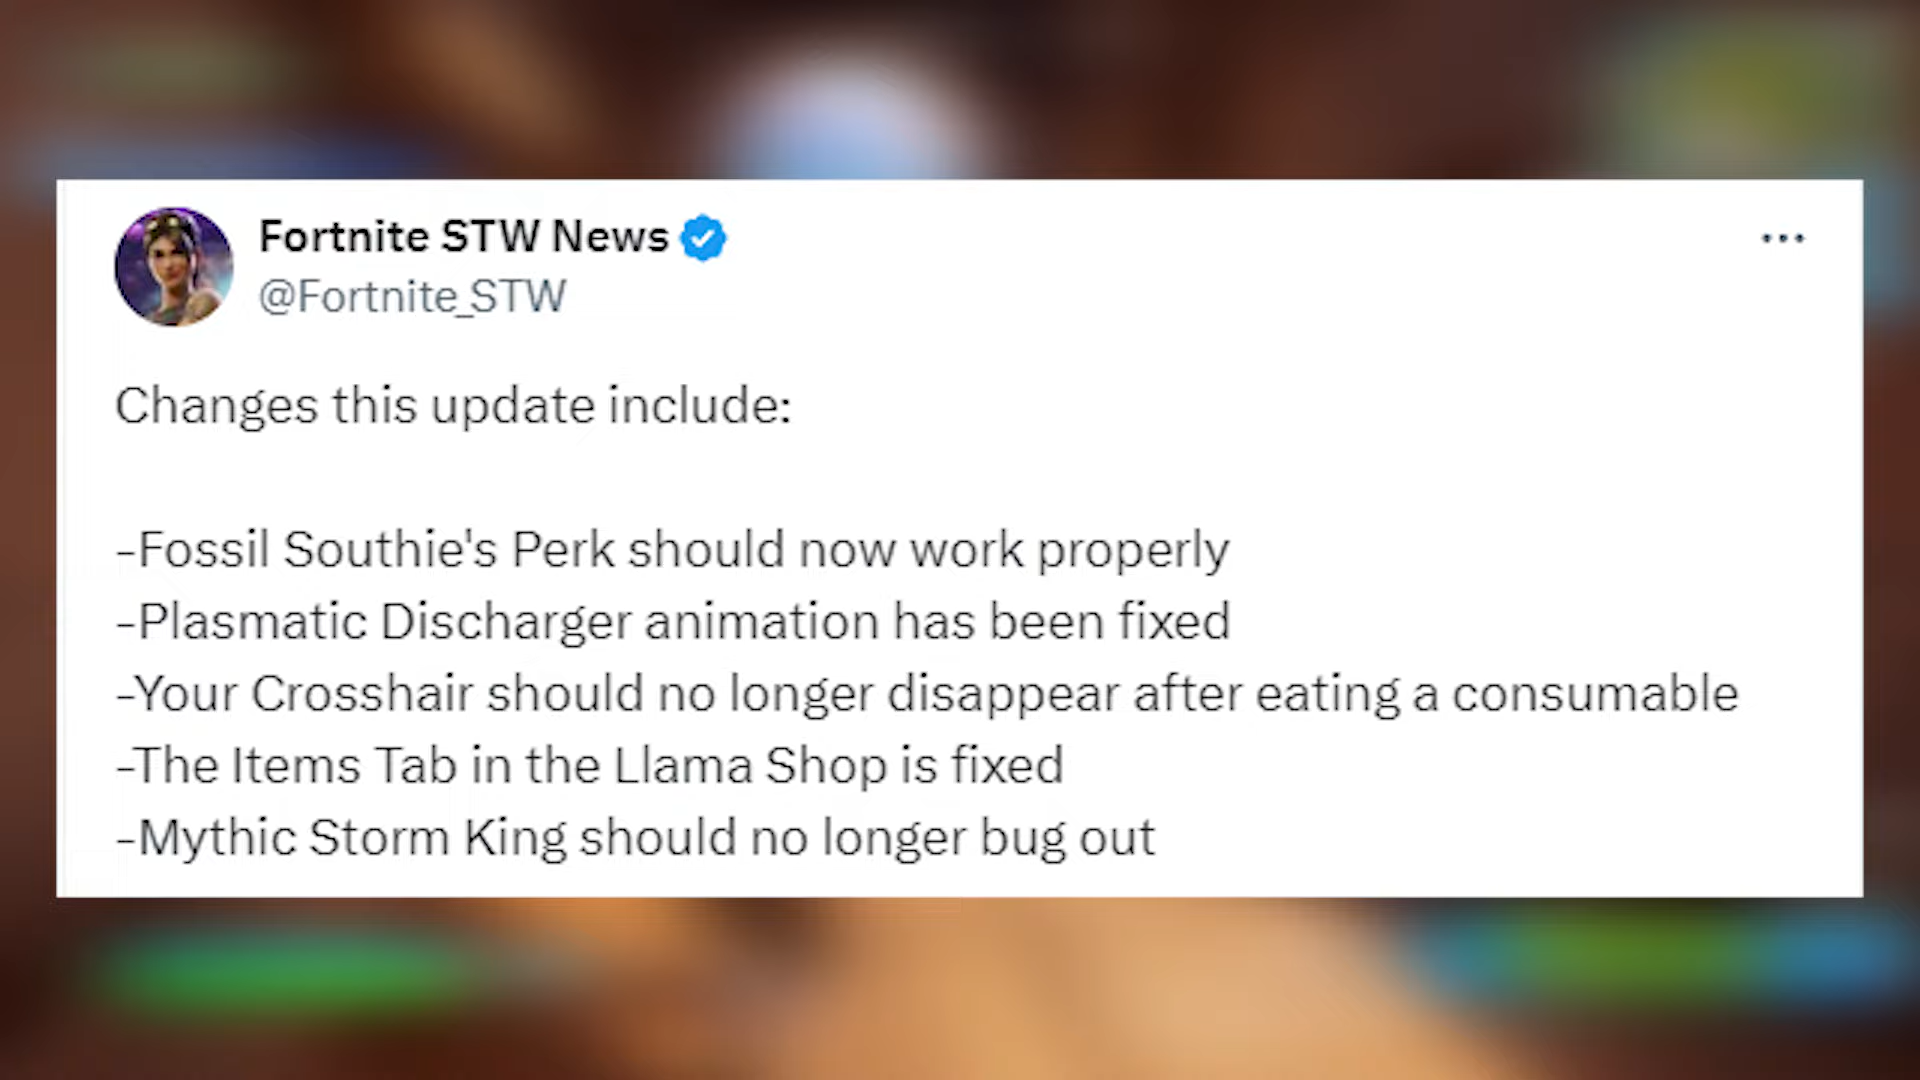 Fortnite STW News
@Fortnite_STW
Changes this update include:
-Fossil Southie's Perk should now work properly
-Plasmatic Discharger animation has been fixed
-Your Crosshair should no longer disappear after eating a consumable
-The Items Tab in the Llama Shop is fixed
-Mythic Storm King should no longer bug out